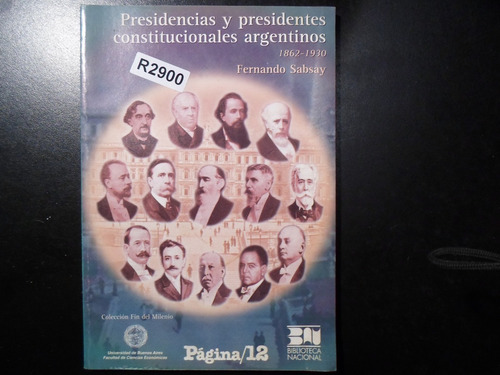 Presidencias y presidentes
constitucionales argentinos
1862-1930
R2900
Fernando Sabsay
Colección Fin del Milenio
Universidad de Buenos Aires
Facultad de Ciencias Económicas
Página/12
BN
BIBLIOTECA
NACIONAL